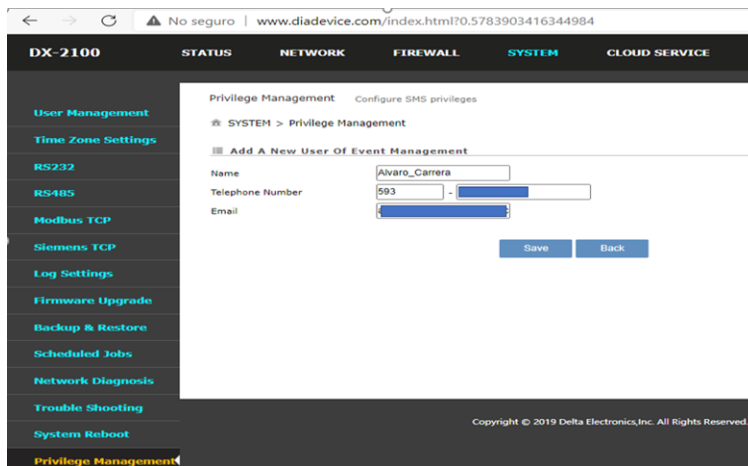 No seguro | www.diadevice.com/index.html?0.5783903416344984
DX-2100 STATUS NETWORK FIREWALL SYSTEM CLOUD SERVICE
User Management
Time Zone Settings
RS232
RS485
Modbus TCP
Siemens TCP
Log Settings
Firmware Upgrade
Backup & Restore
Scheduled Jobs
Network Diagnosis
Trouble Shooting
System Reboot
Privilege Management
Privilege Management Configure SMS privileges
SYSTEM > Privilege Management
Add A New User Of Event Management
Name Alvaro_Carrera
Telephone Number 593 -
Email
Save Back
Copyright © 2019 Delta Electronics,Inc. All Rights Reserved.